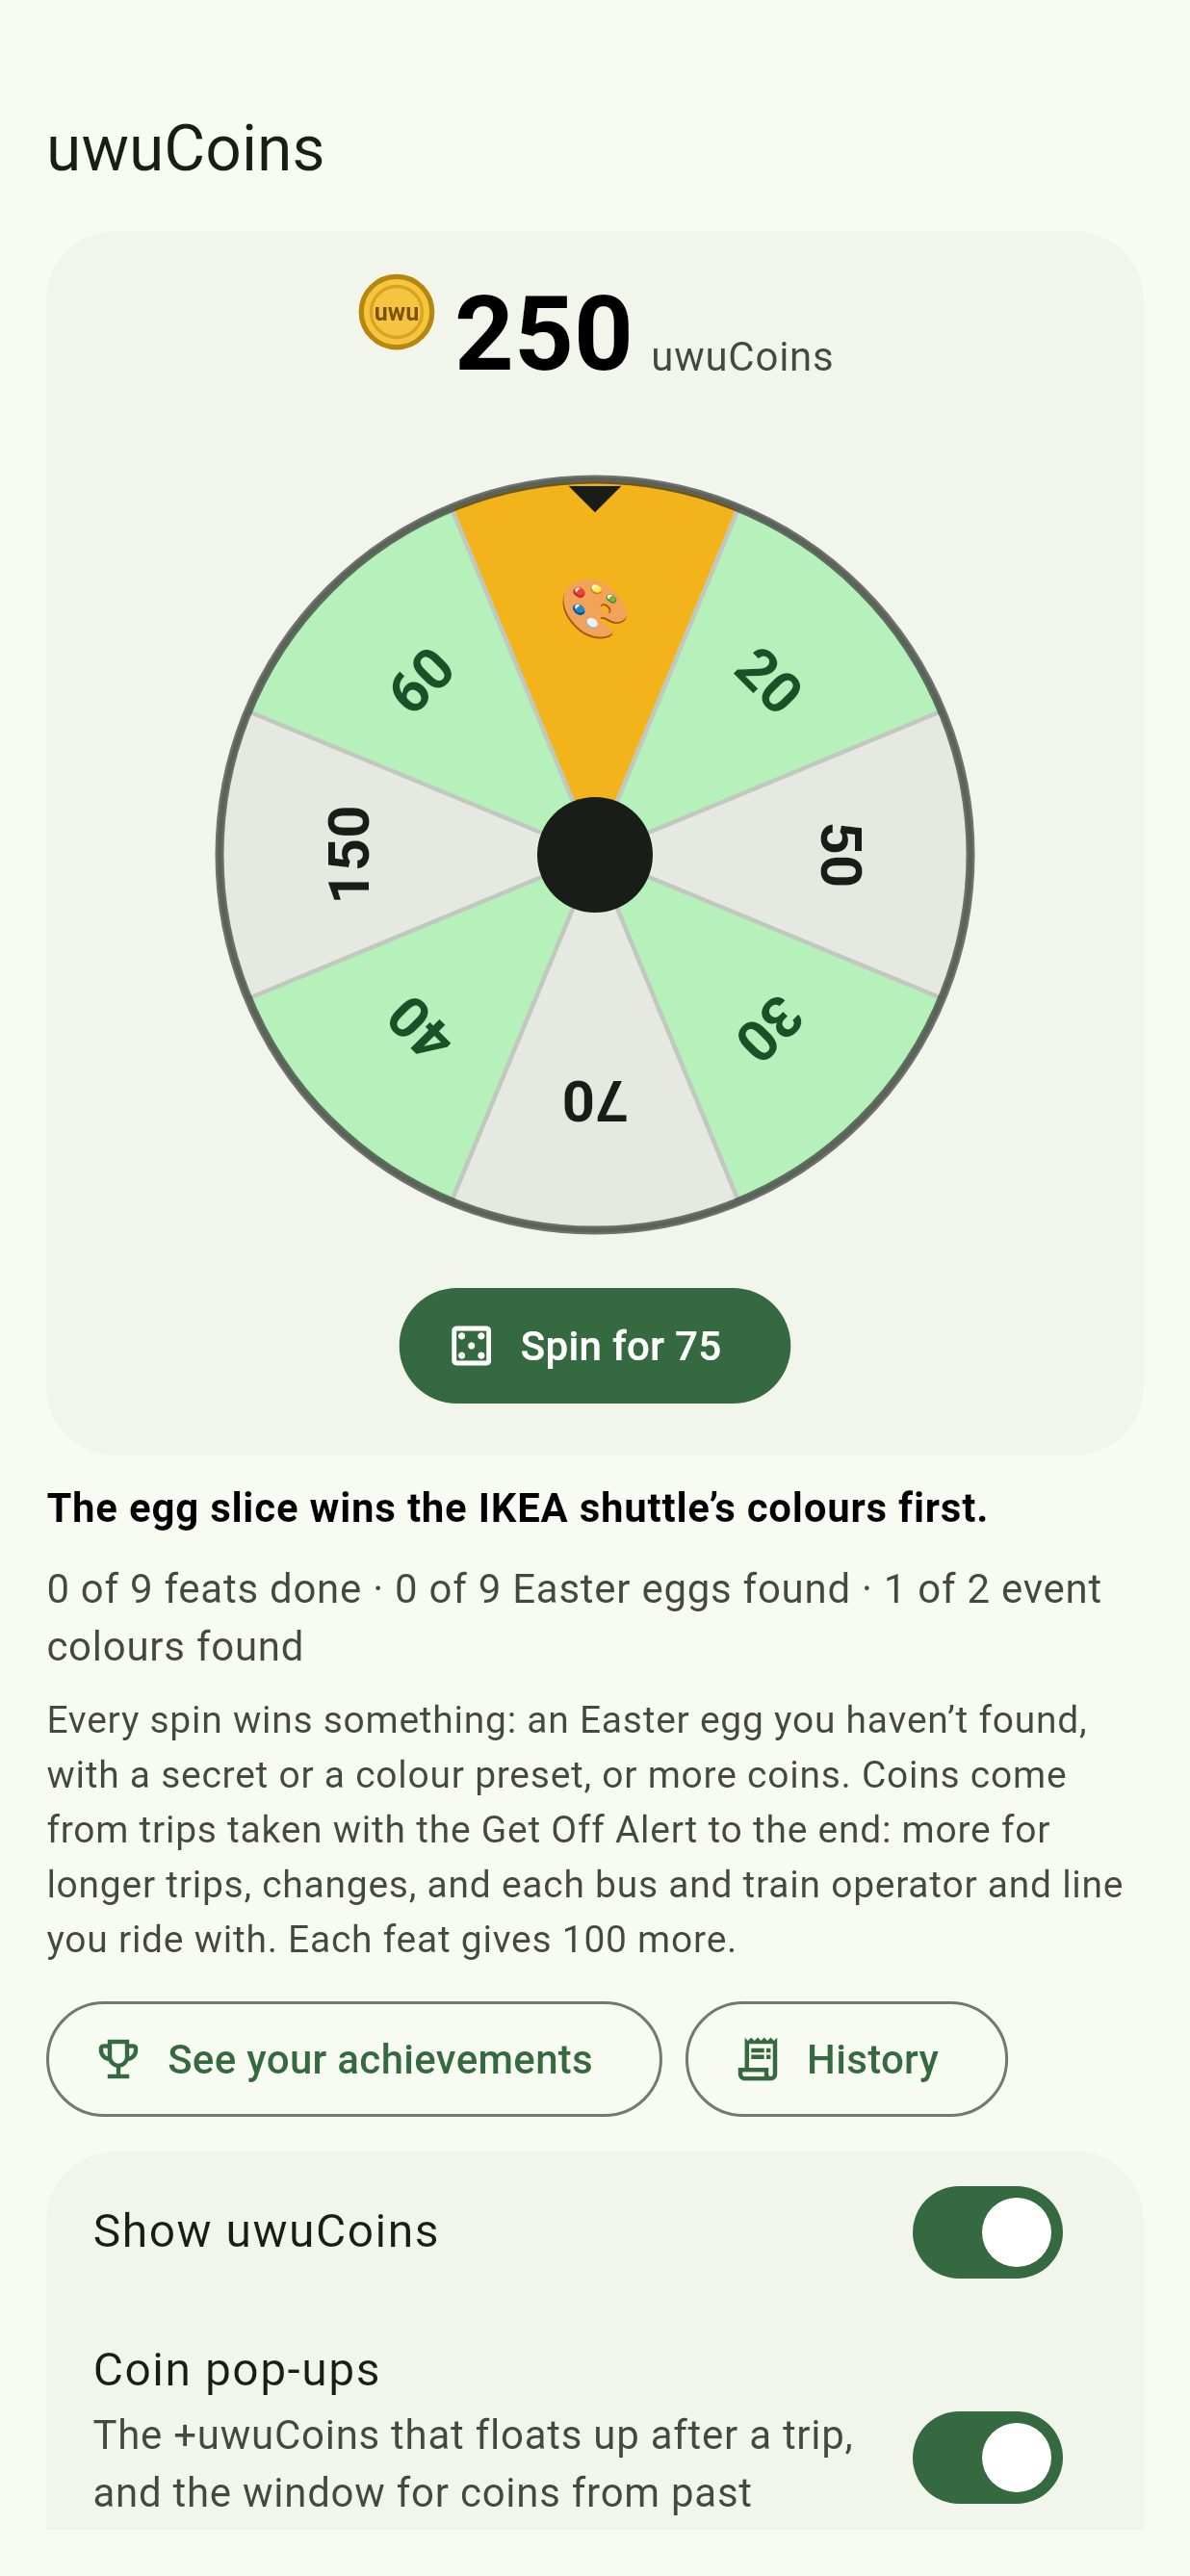 uwuCoins
uwu
250 uwuCoins
60
20
150
50
40
30
70
Spin for 75
The egg slice wins the IKEA shuttle’s colours first.
0 of 9 feats done · 0 of 9 Easter eggs found · 1 of 2 event
colours found
Every spin wins something: an Easter egg you haven’t found,
with a secret or a colour preset, or more coins. Coins come
from trips taken with the Get Off Alert to the end: more for
longer trips, changes, and each bus and train operator and line
you ride with. Each feat gives 100 more.
See your achievements
History
Show uwuCoins
Coin pop-ups
The +uwuCoins that floats up after a trip,
and the window for coins from past